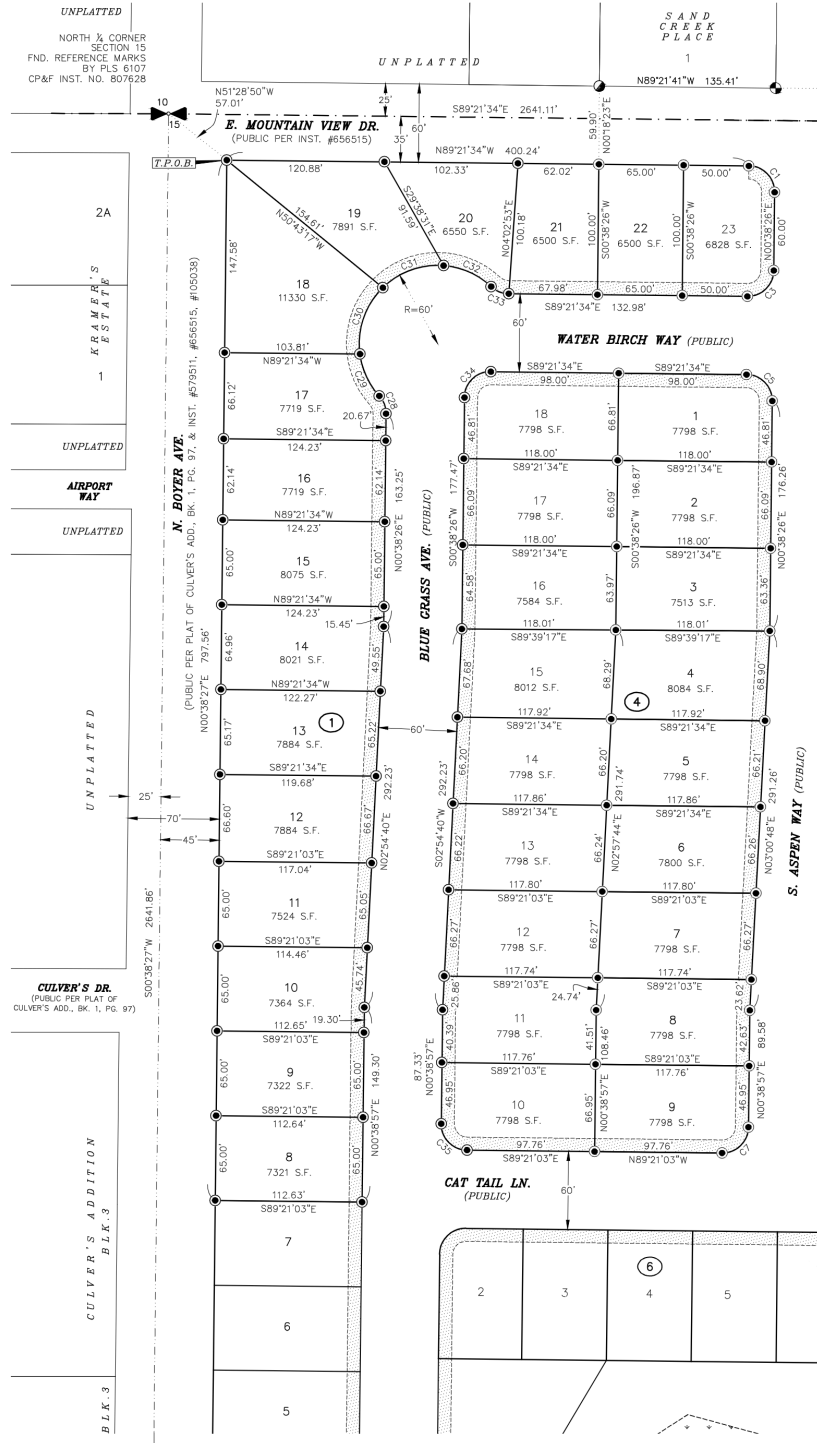 UNPLATTED
NORTH ¼ CORNER
SECTION 15
FND. REFERENCE MARKS
BY PLS 6107
CP&F INST. NO. 807628
N51°28'50"W
57.01'
UNPLATTED
SAND
CREEK
PLACE
1
N89°21'41"W 135.41'
25'
S89°21'34"E 2641.11'
59.90'
N00°18'23"E
10
15
E. MOUNTAIN VIEW DR.
(PUBLIC PER INST. #656515)
35'
60'
N89°21'34"W 400.24'
T.P.O.B.
120.88'
102.33'
62.02'
65.00'
50.00'
C1
2A
154.61'
N50°43'17"W
19
7891 S.F.
S29°38'31"E
91.59'
20
6550 S.F.
N04°02'53"E
100.18'
21
6500 S.F.
100.00'
S00°38'26"W
22
6500 S.F.
100.00'
S00°38'26"W
23
6828 S.F.
N00°38'26"E
60.00'
147.58'
18
11330 S.F.
C30
C31
C32
C33
R=60'
67.98'
65.00'
50.00'
C3
S89°21'34"E 132.98'
60'
KRAMER'S
ESTATE
1
103.81'
N89°21'34"W
C29
C28
WATER BIRCH WAY (PUBLIC)
C34
S89°21'34"E
98.00'
S89°21'34"E
98.00'
C5
66.12'
17
7719 S.F.
20.67'
S89°21'34"E
124.23'
46.81'
18
7798 S.F.
66.81'
1
7798 S.F.
46.81'
UNPLATTED
118.00'
S89°21'34"E
118.00'
S89°21'34"E
AIRPORT
WAY
UNPLATTED
N. BOYER AVE.
(PUBLIC PER PLAT OF CULVER'S ADD., BK. 1, PG. 97, & INST. #579511, #656515, #105038)
62.14'
16
7719 S.F.
62.14'
163.25'
N00°38'26"E
N89°21'34"W
124.23'
BLUE GRASS AVE. (PUBLIC)
177.47'
S00°38'26"W
66.09'
17
7798 S.F.
66.09'
196.87'
S00°38'26"W
2
7798 S.F.
66.09'
176.26'
N00°38'26"E
118.00'
S89°21'34"E
118.00'
S89°21'34"E
65.00'
15
8075 S.F.
65.00'
N89°21'34"W
124.23'
15.45'
64.58'
16
7584 S.F.
63.97'
3
7513 S.F.
63.36'
118.01'
S89°39'17"E
118.01'
S89°39'17"E
64.96'
14
8021 S.F.
49.55'
N89°21'34"W
122.27'
67.68'
15
8012 S.F.
68.29'
4
8084 S.F.
68.90'
4
117.92'
S89°21'34"E
117.92'
S89°21'34"E
N00°38'27"E 797.56'
UNPLATTED
65.17'
13
7884 S.F.
1
65.22'
60'
S89°21'34"E
119.68'
292.23'
N02°54'40"E
292.23'
S02°54'40"W
66.20'
14
7798 S.F.
66.20'
291.74'
N02°57'44"E
5
7798 S.F.
66.21'
291.26'
N03°00'48"E
117.86'
S89°21'34"E
117.86'
S89°21'34"E
25'
70'
45'
66.60'
12
7884 S.F.
66.67'
S89°21'03"E
117.04'
66.22'
13
7798 S.F.
66.24'
6
7800 S.F.
66.26'
117.80'
S89°21'03"E
117.80'
S89°21'03"E
S. ASPEN WAY (PUBLIC)
S00°38'27"W 2641.86'
65.00'
11
7524 S.F.
65.05'
S89°21'03"E
114.46'
66.27'
12
7798 S.F.
66.27'
7
7798 S.F.
66.27'
117.74'
S89°21'03"E
117.74'
S89°21'03"E
CULVER'S DR.
(PUBLIC PER PLAT OF
CULVER'S ADD., BK. 1, PG. 97)
65.00'
10
7364 S.F.
45.74'
19.30'
112.65'
S89°21'03"E
25.86'
24.74'
23.62'
87.33'
N00°38'57"E
40.39'
11
7798 S.F.
41.51'
108.46'
8
7798 S.F.
42.63'
89.58'
117.76'
S89°21'03"E
S89°21'03"E
117.76'
65.00'
9
7322 S.F.
65.00'
149.30'
N00°38'57"E
S89°21'03"E
112.64'
46.95'
10
7798 S.F.
66.95'
N00°38'57"E
9
7798 S.F.
46.95'
N00°38'57"E
C35
97.76'
S89°21'03"E
97.76'
N89°21'03"W
C7
65.00'
8
7321 S.F.
65.00'
112.63'
S89°21'03"E
CAT TAIL LN.
(PUBLIC)
60'
CULVER'S ADDITION
BLK.3
7
6
5
6
2
3
4
5
BLK.3